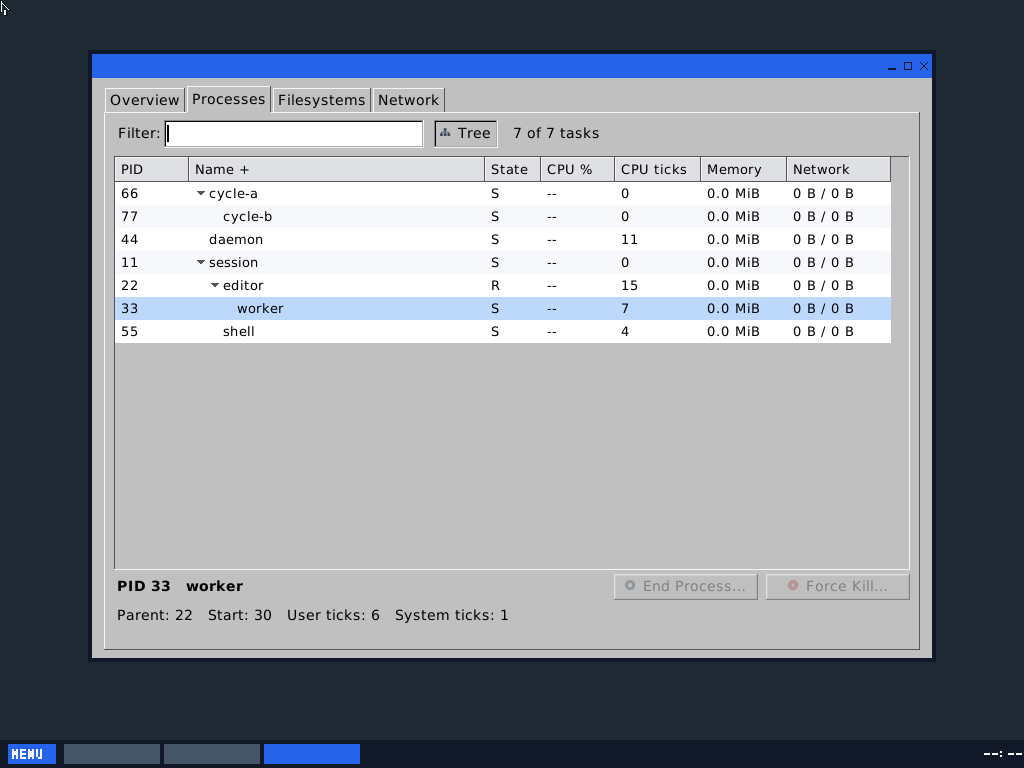 Overview Processes Filesystems Network
Filter: Tree 7 of 7 tasks
PID Name + State CPU % CPU ticks Memory Network
66 cycle-a S -- 0 0.0 MiB 0 B / 0 B
77 cycle-b S -- 0 0.0 MiB 0 B / 0 B
44 daemon S -- 11 0.0 MiB 0 B / 0 B
11 session S -- 0 0.0 MiB 0 B / 0 B
22 editor R -- 15 0.0 MiB 0 B / 0 B
33 worker S -- 7 0.0 MiB 0 B / 0 B
55 shell S -- 4 0.0 MiB 0 B / 0 B
PID 33 worker End Process... Force Kill...
Parent: 22 Start: 30 User ticks: 6 System ticks: 1
MENU --:--